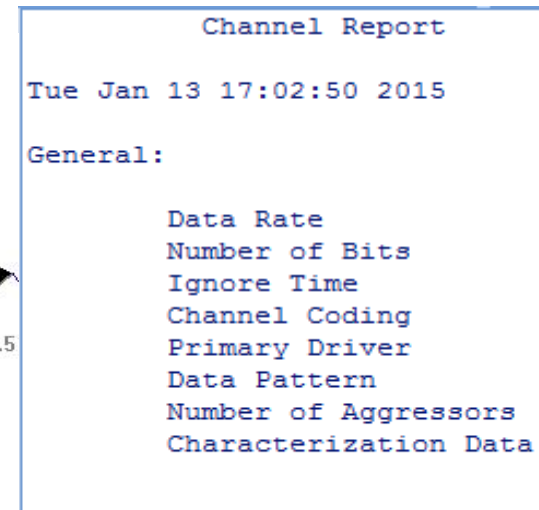 Channel Report
Tue Jan 13 17:02:50 2015
General:
Data Rate
Number of Bits
Ignore Time
Channel Coding
.5
Primary Driver
Data Pattern
Number of Aggressors
Characterization Data